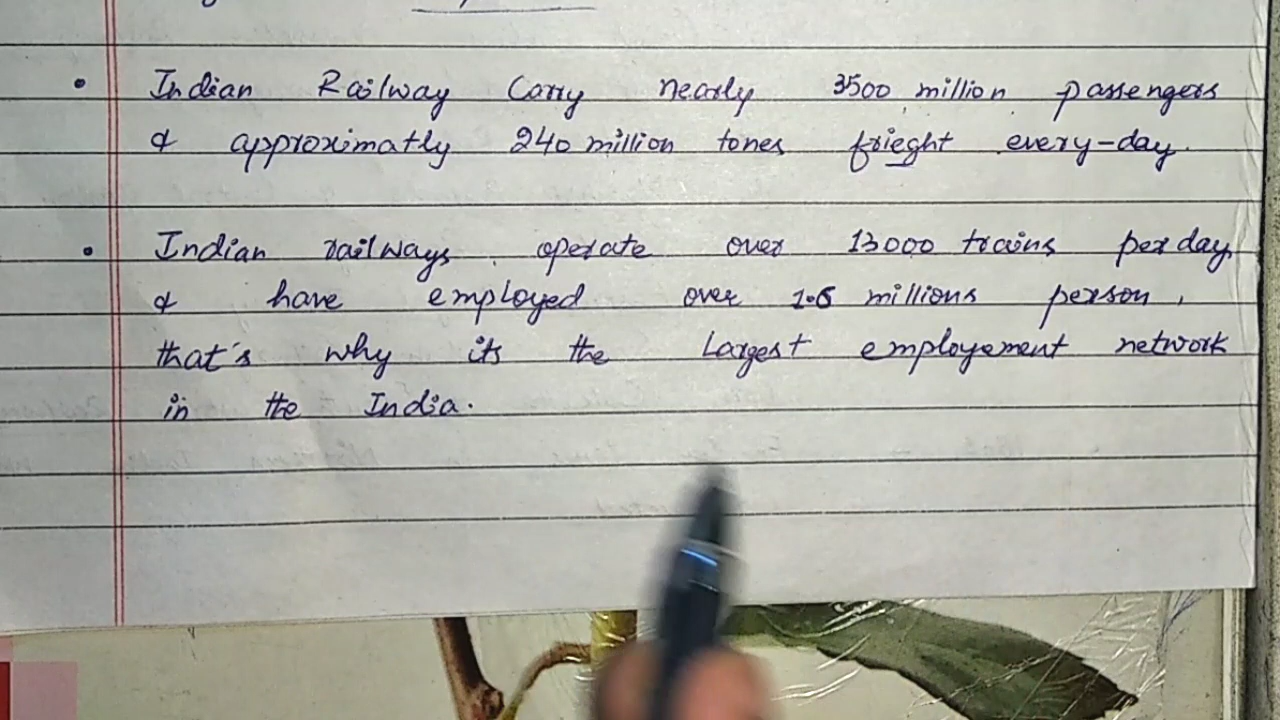 • Indian Railway Carry nearly 3500 million passengers
& approximatly 240 million tones frieght every-day.
• Indian railways operate over 13000 trains per day
& have employed over 1.6 millions person,
that's why its the Largest employement network
in the India.